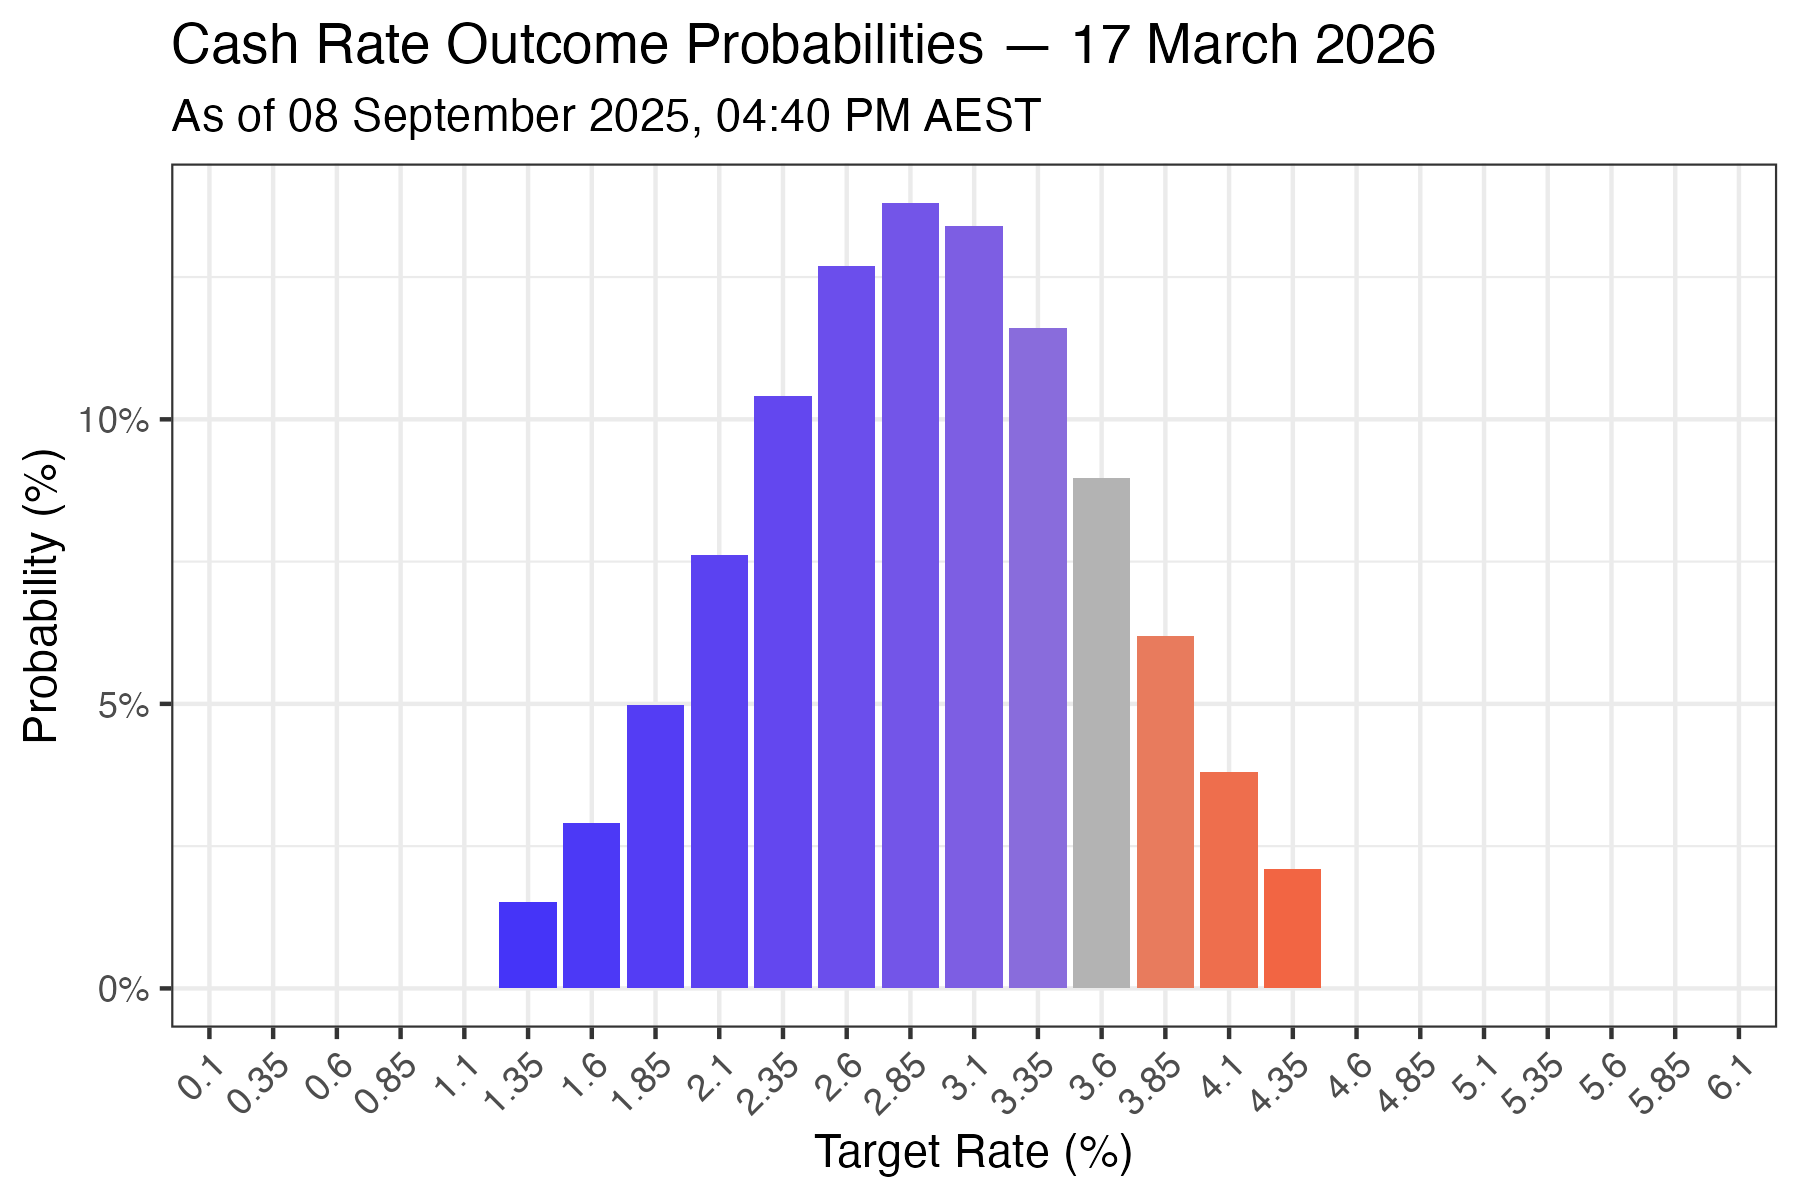 Cash Rate Outcome Probabilities — 17 March 2026
As of 08 September 2025, 04:40 PM AEST
Probability (%)
10%
5%
0%
0.1 0.35 0.6 0.85 1.1 1.35 1.6 1.85 2.1 2.35 2.6 2.85 3.1 3.35 3.6 3.85 4.1 4.35 4.6 4.85 5.1 5.35 5.6 5.85 6.1
Target Rate (%)